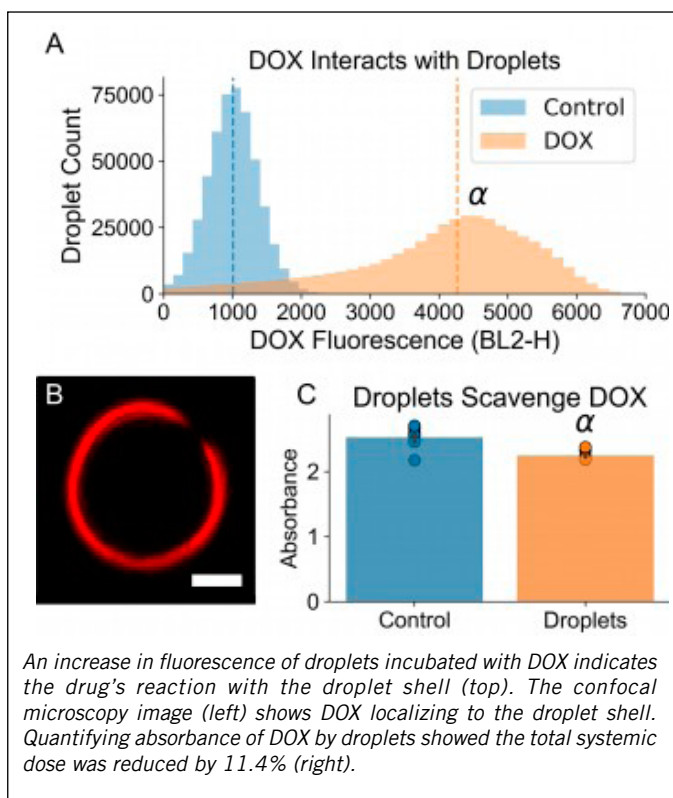 A
DOX Interacts with Droplets
Droplet Count
75000
50000
25000
0
Control
DOX
α
0 1000 2000 3000 4000 5000 6000 7000
DOX Fluorescence (BL2-H)
B
C
Droplets Scavenge DOX
α
Absorbance
2
1
0
Control Droplets
An increase in fluorescence of droplets incubated with DOX indicates
the drug's reaction with the droplet shell (top). The confocal
microscopy image (left) shows DOX localizing to the droplet shell.
Quantifying absorbance of DOX by droplets showed the total systemic
dose was reduced by 11.4% (right).